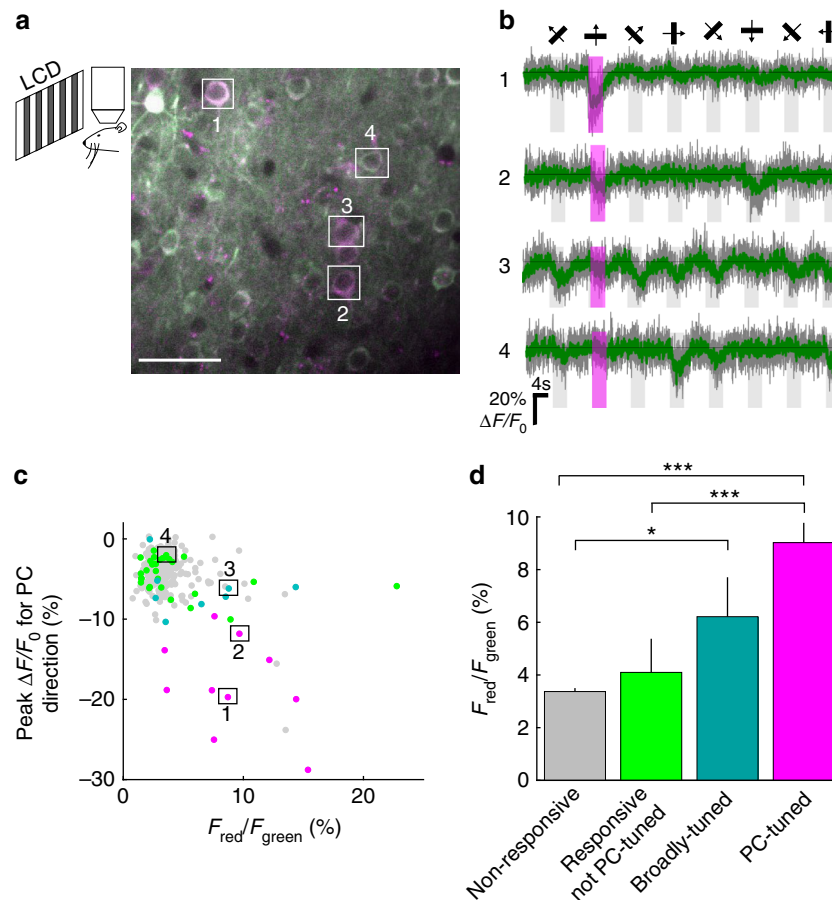 a
LCD
1
4
3
2
b
1
2
3
4
4s
20%
ΔF/F0
c
Peak ΔF/F0 for PC
direction (%)
0
−10
−20
−30
4
3
2
1
0
10
20
Fred/Fgreen (%)
d
***
***
*
Fred/Fgreen (%)
10
8
6
4
2
0
Non-responsive
Responsive
not PC-tuned
Broadly-tuned
PC-tuned